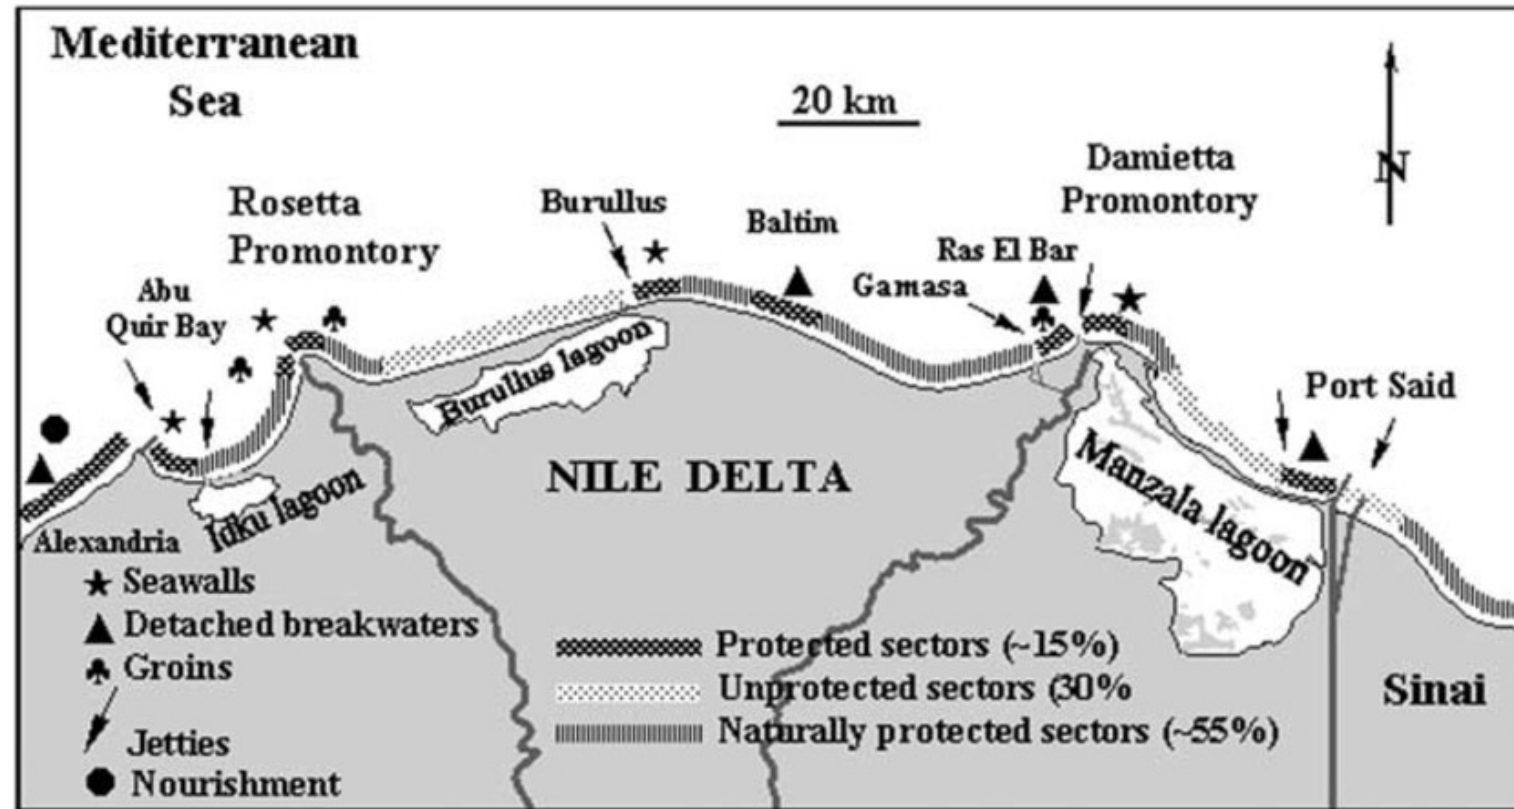 Mediterranean
Sea
20 km
N
Damietta
Promontory
Rosetta
Promontory
Burullus
Baltim
Ras El Bar
Gamasa
Abu
Quir Bay
Port Said
Burullus lagoon
NILE DELTA
Manzala lagoon
Idku lagoon
Alexandria
Seawalls
Detached breakwaters
Groins
Jetties
Nourishment
Protected sectors (~15%)
Unprotected sectors (30%
Naturally protected sectors (~55%)
Sinai